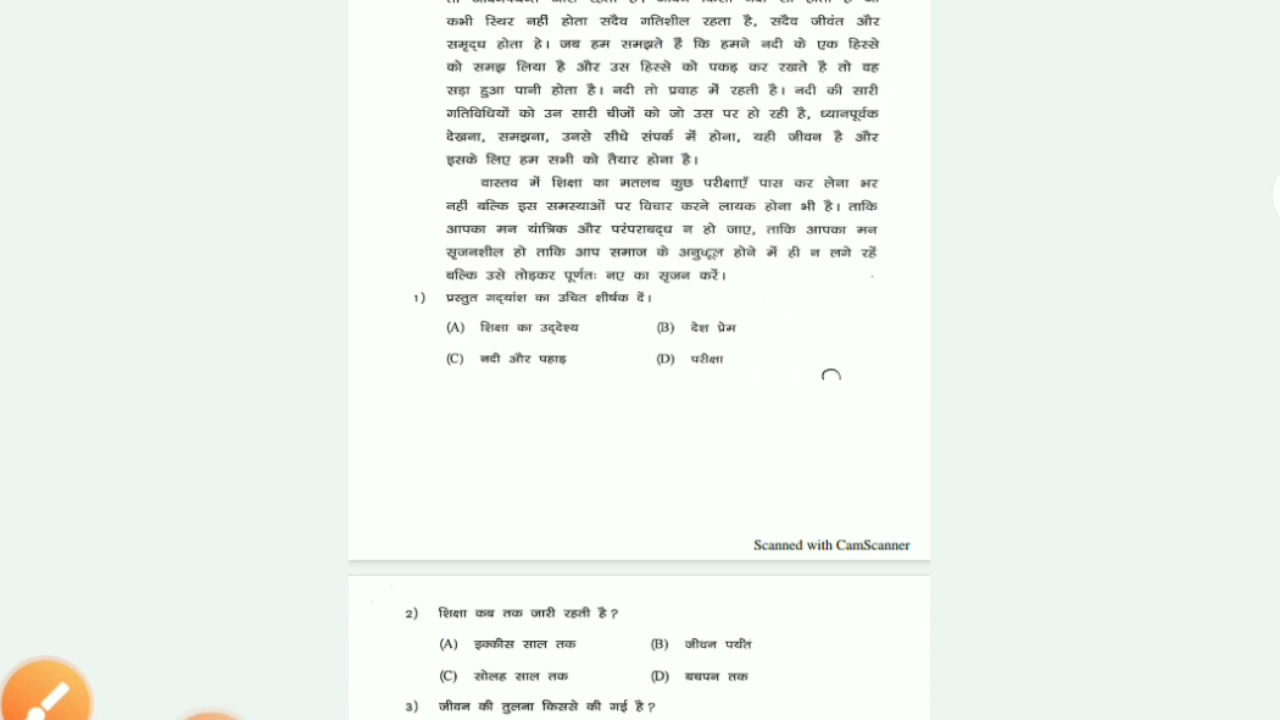 कभी स्थिर नहीं होता सदैव गतिशील रहता है, सदैव जीवंत और
समृद्ध होता हे। जब हम समझते हैं कि हमने नदी के एक हिस्से
को समझ लिया है और उस हिस्से को पकड़ कर रखते है तो वह
सड़ा हुआ पानी होता है। नदी तो प्रवाह में रहती है। नदी की सारी
गतिविधियों को उन सारी चीजों को जो उस पर हो रही है, ध्यानपूर्वक
देखना, समझना, उनसे सीधे संपर्क में होना, यही जीवन है और
इसके लिए हम सभी को तैयार होना है।
वास्तव में शिक्षा का मतलब कुछ परीक्षाएँ पास कर लेना भर
नहीं बल्कि इस समस्याओं पर विचार करने लायक होना भी है। ताकि
आपका मन यांत्रिक और परंपराबद्ध न हो जाए, ताकि आपका मन
सृजनशील हो ताकि आप समाज के अनुकूल होने में ही न लगे रहें
बल्कि उसे तोड़कर पूर्णतः नए का सृजन करें।
1) प्रस्तुत गद्यांश का उचित शीर्षक दें।
(A) शिक्षा का उद्देश्य (B) देश प्रेम
(C) नदी और पहाड़ (D) परीक्षा
Scanned with CamScanner
2) शिक्षा कब तक जारी रहती है?
(A) इक्कीस साल तक (B) जीवन पर्यंत
(C) सोलह साल तक (D) बचपन तक
3) जीवन की तुलना किससे की गई है?